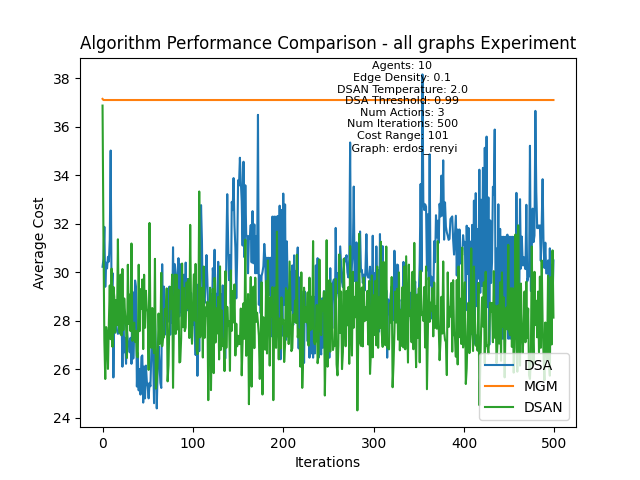 Algorithm Performance Comparison - all graphs Experiment
Agents: 10
Edge Density: 0.1
DSAN Temperature: 2.0
DSA Threshold: 0.99
Num Actions: 3
Num Iterations: 500
Cost Range: 101
Graph: erdos_renyi
Average Cost
38
36
34
32
30
28
26
24
0
100
200
300
400
500
Iterations
DSA
MGM
DSAN